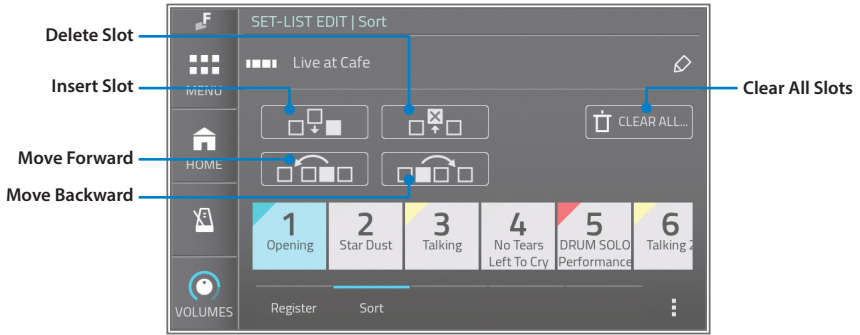 F
SET-LIST EDIT | Sort
Delete Slot
Live at Cafe
Insert Slot
MENU
Clear All Slots
CLEAR ALL...
Move Forward
HOME
Move Backward
1
Opening
2
Star Dust
3
Talking
4
No Tears
Left To Cry
5
DRUM SOLO
Performance
6
Talking 2
VOLUMES
Register
Sort